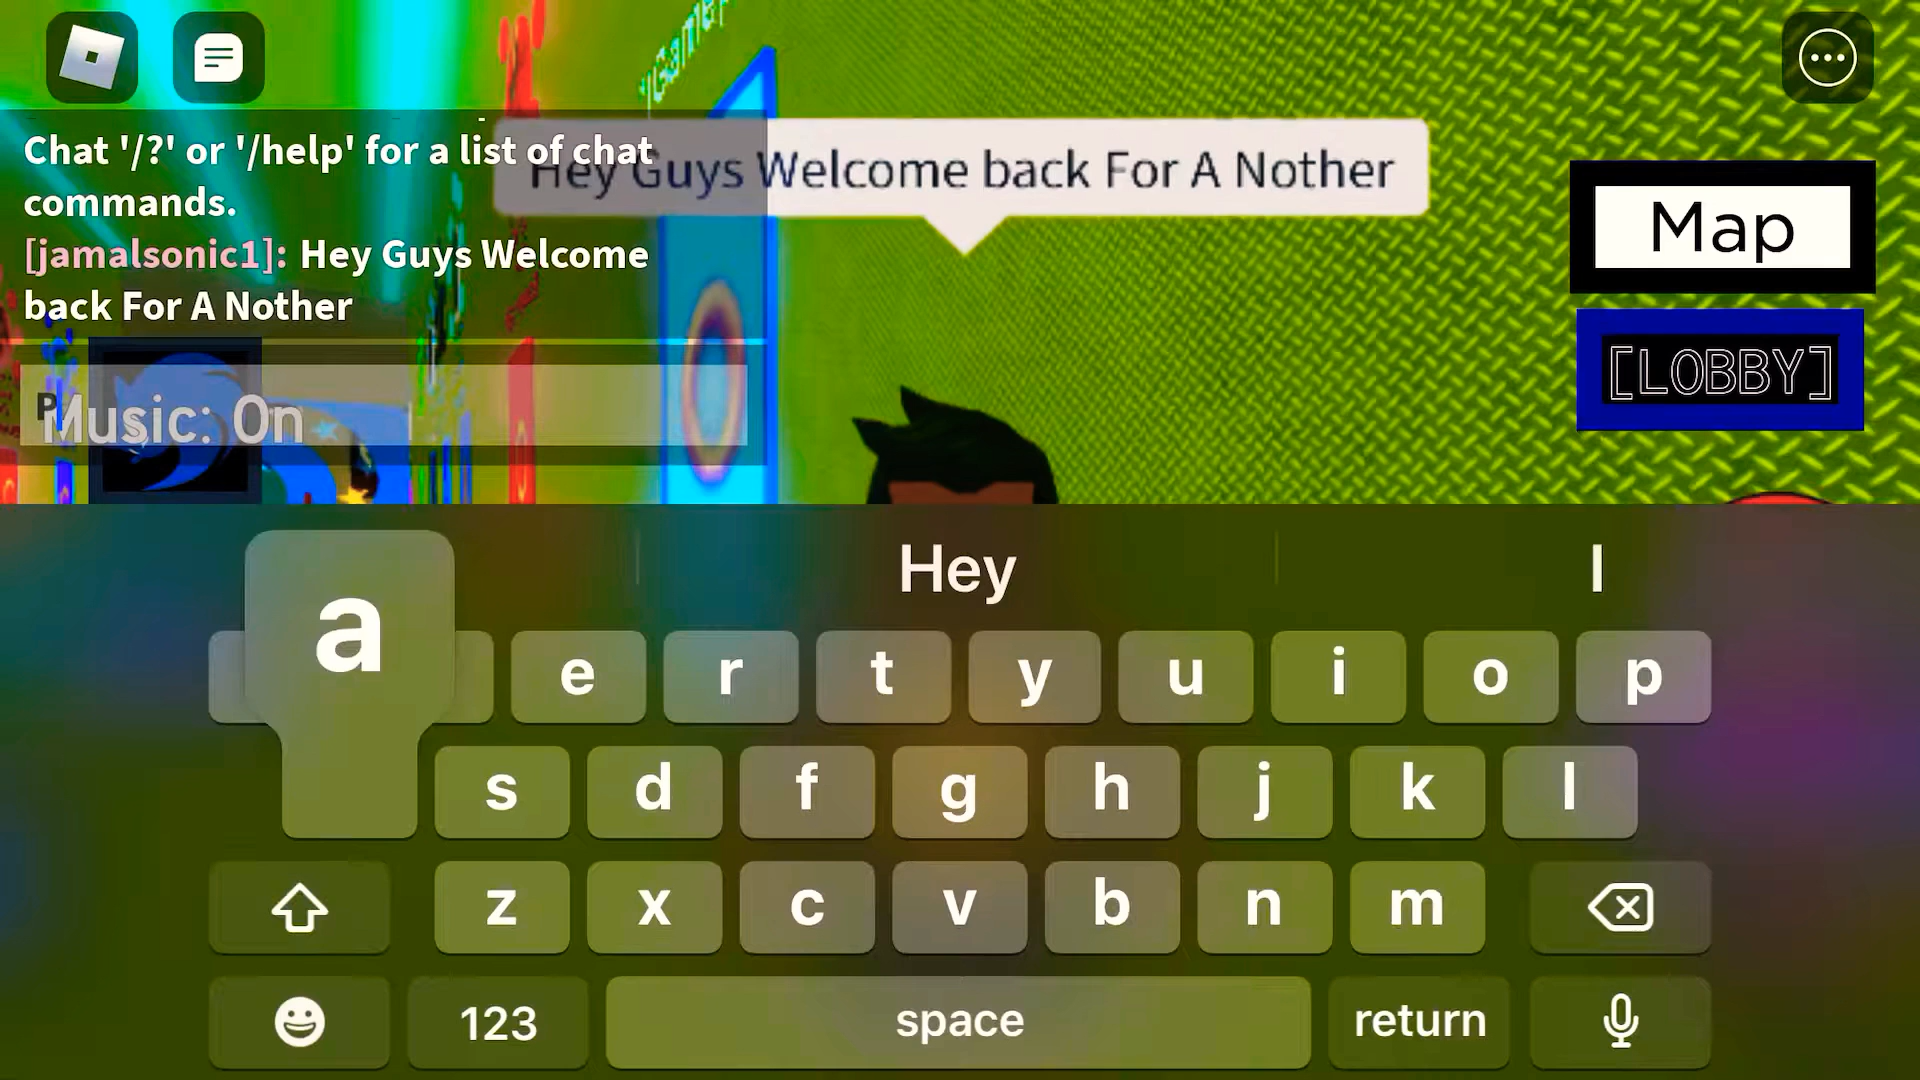 Chat '/?' or '/help' for a list of chat
commands.
[jamalsonic1]: Hey Guys Welcome
back For A Nother
Hey Guys Welcome back For A Nother
Map
[LOBBY]
P
Music: On
Hey
I
a
e r t y u i o p
s d f g h j k l
z x c v b n m
123 space return